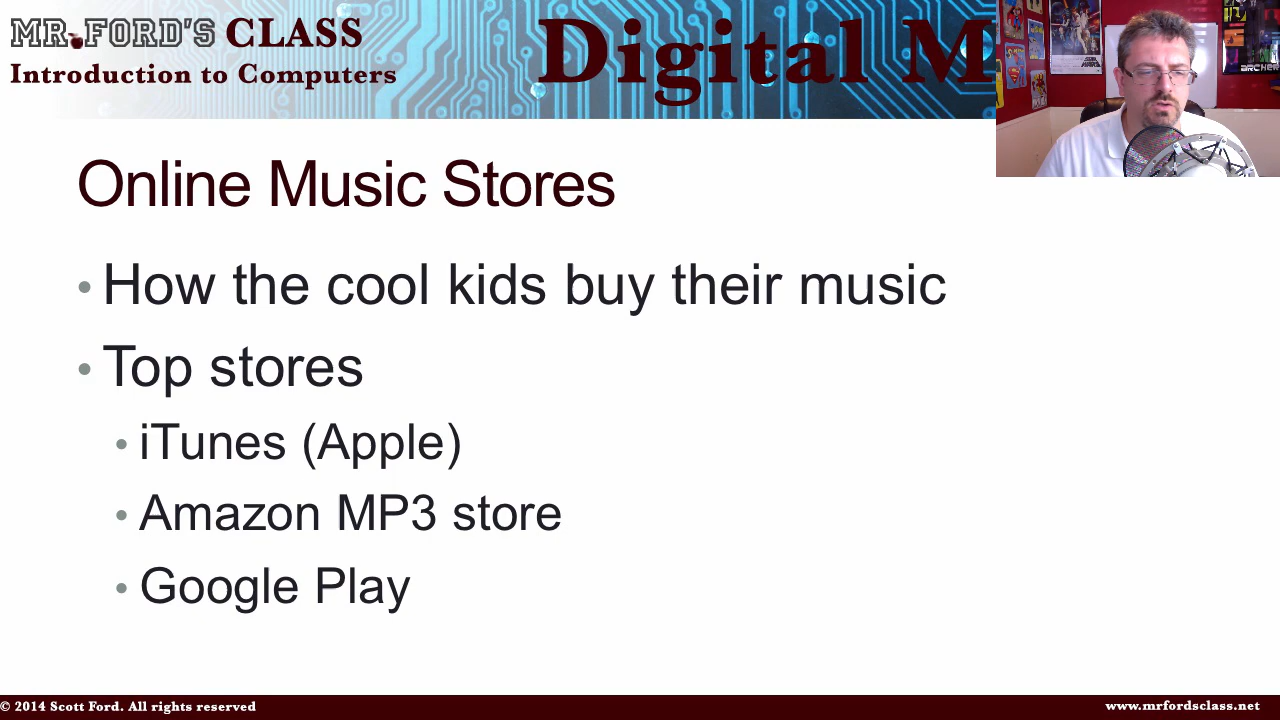 MR. FORD'S CLASS
Introduction to Computers
Digital M
Online Music Stores
• How the cool kids buy their music
• Top stores
• iTunes (Apple)
• Amazon MP3 store
• Google Play
ARCHER
© 2014 Scott Ford. All rights reserved
www.mrfordsclass.net